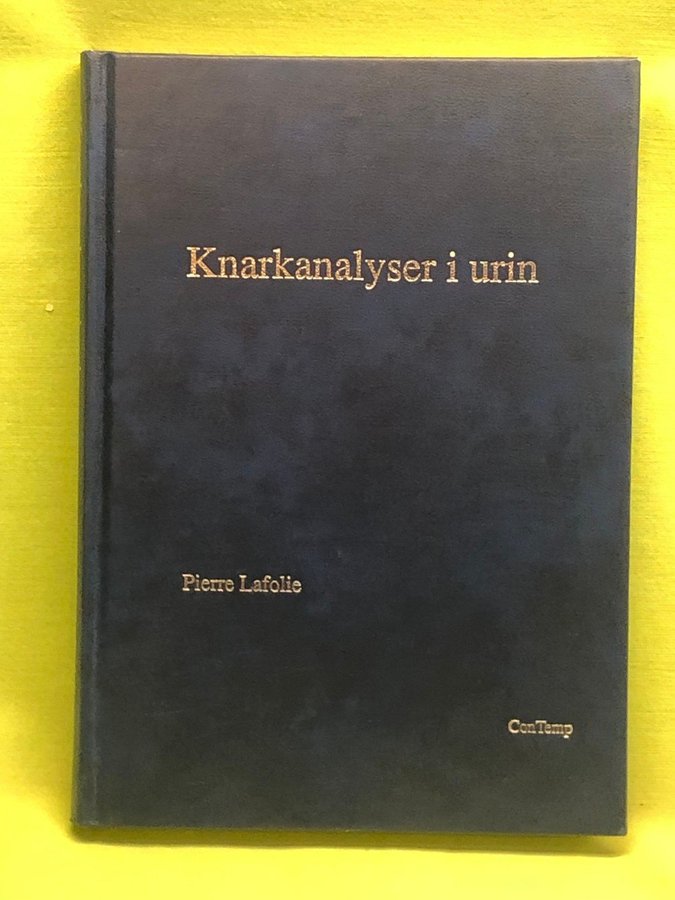 Knarkanalyser i urin
Pierre Lafolie
ConTemp